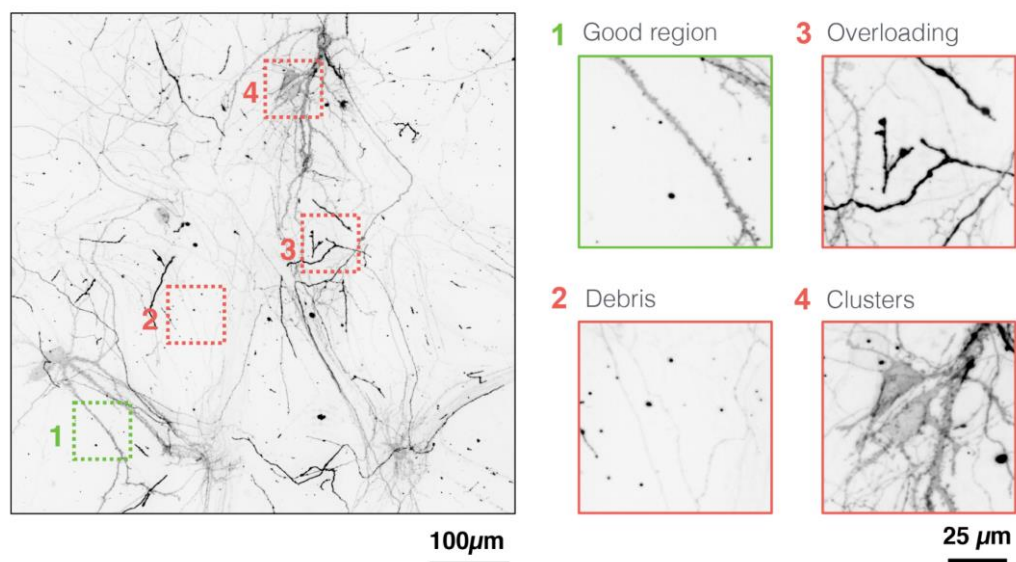 1 Good region
3 Overloading
4
3
2
1
2 Debris
4 Clusters
100µm
25 µm